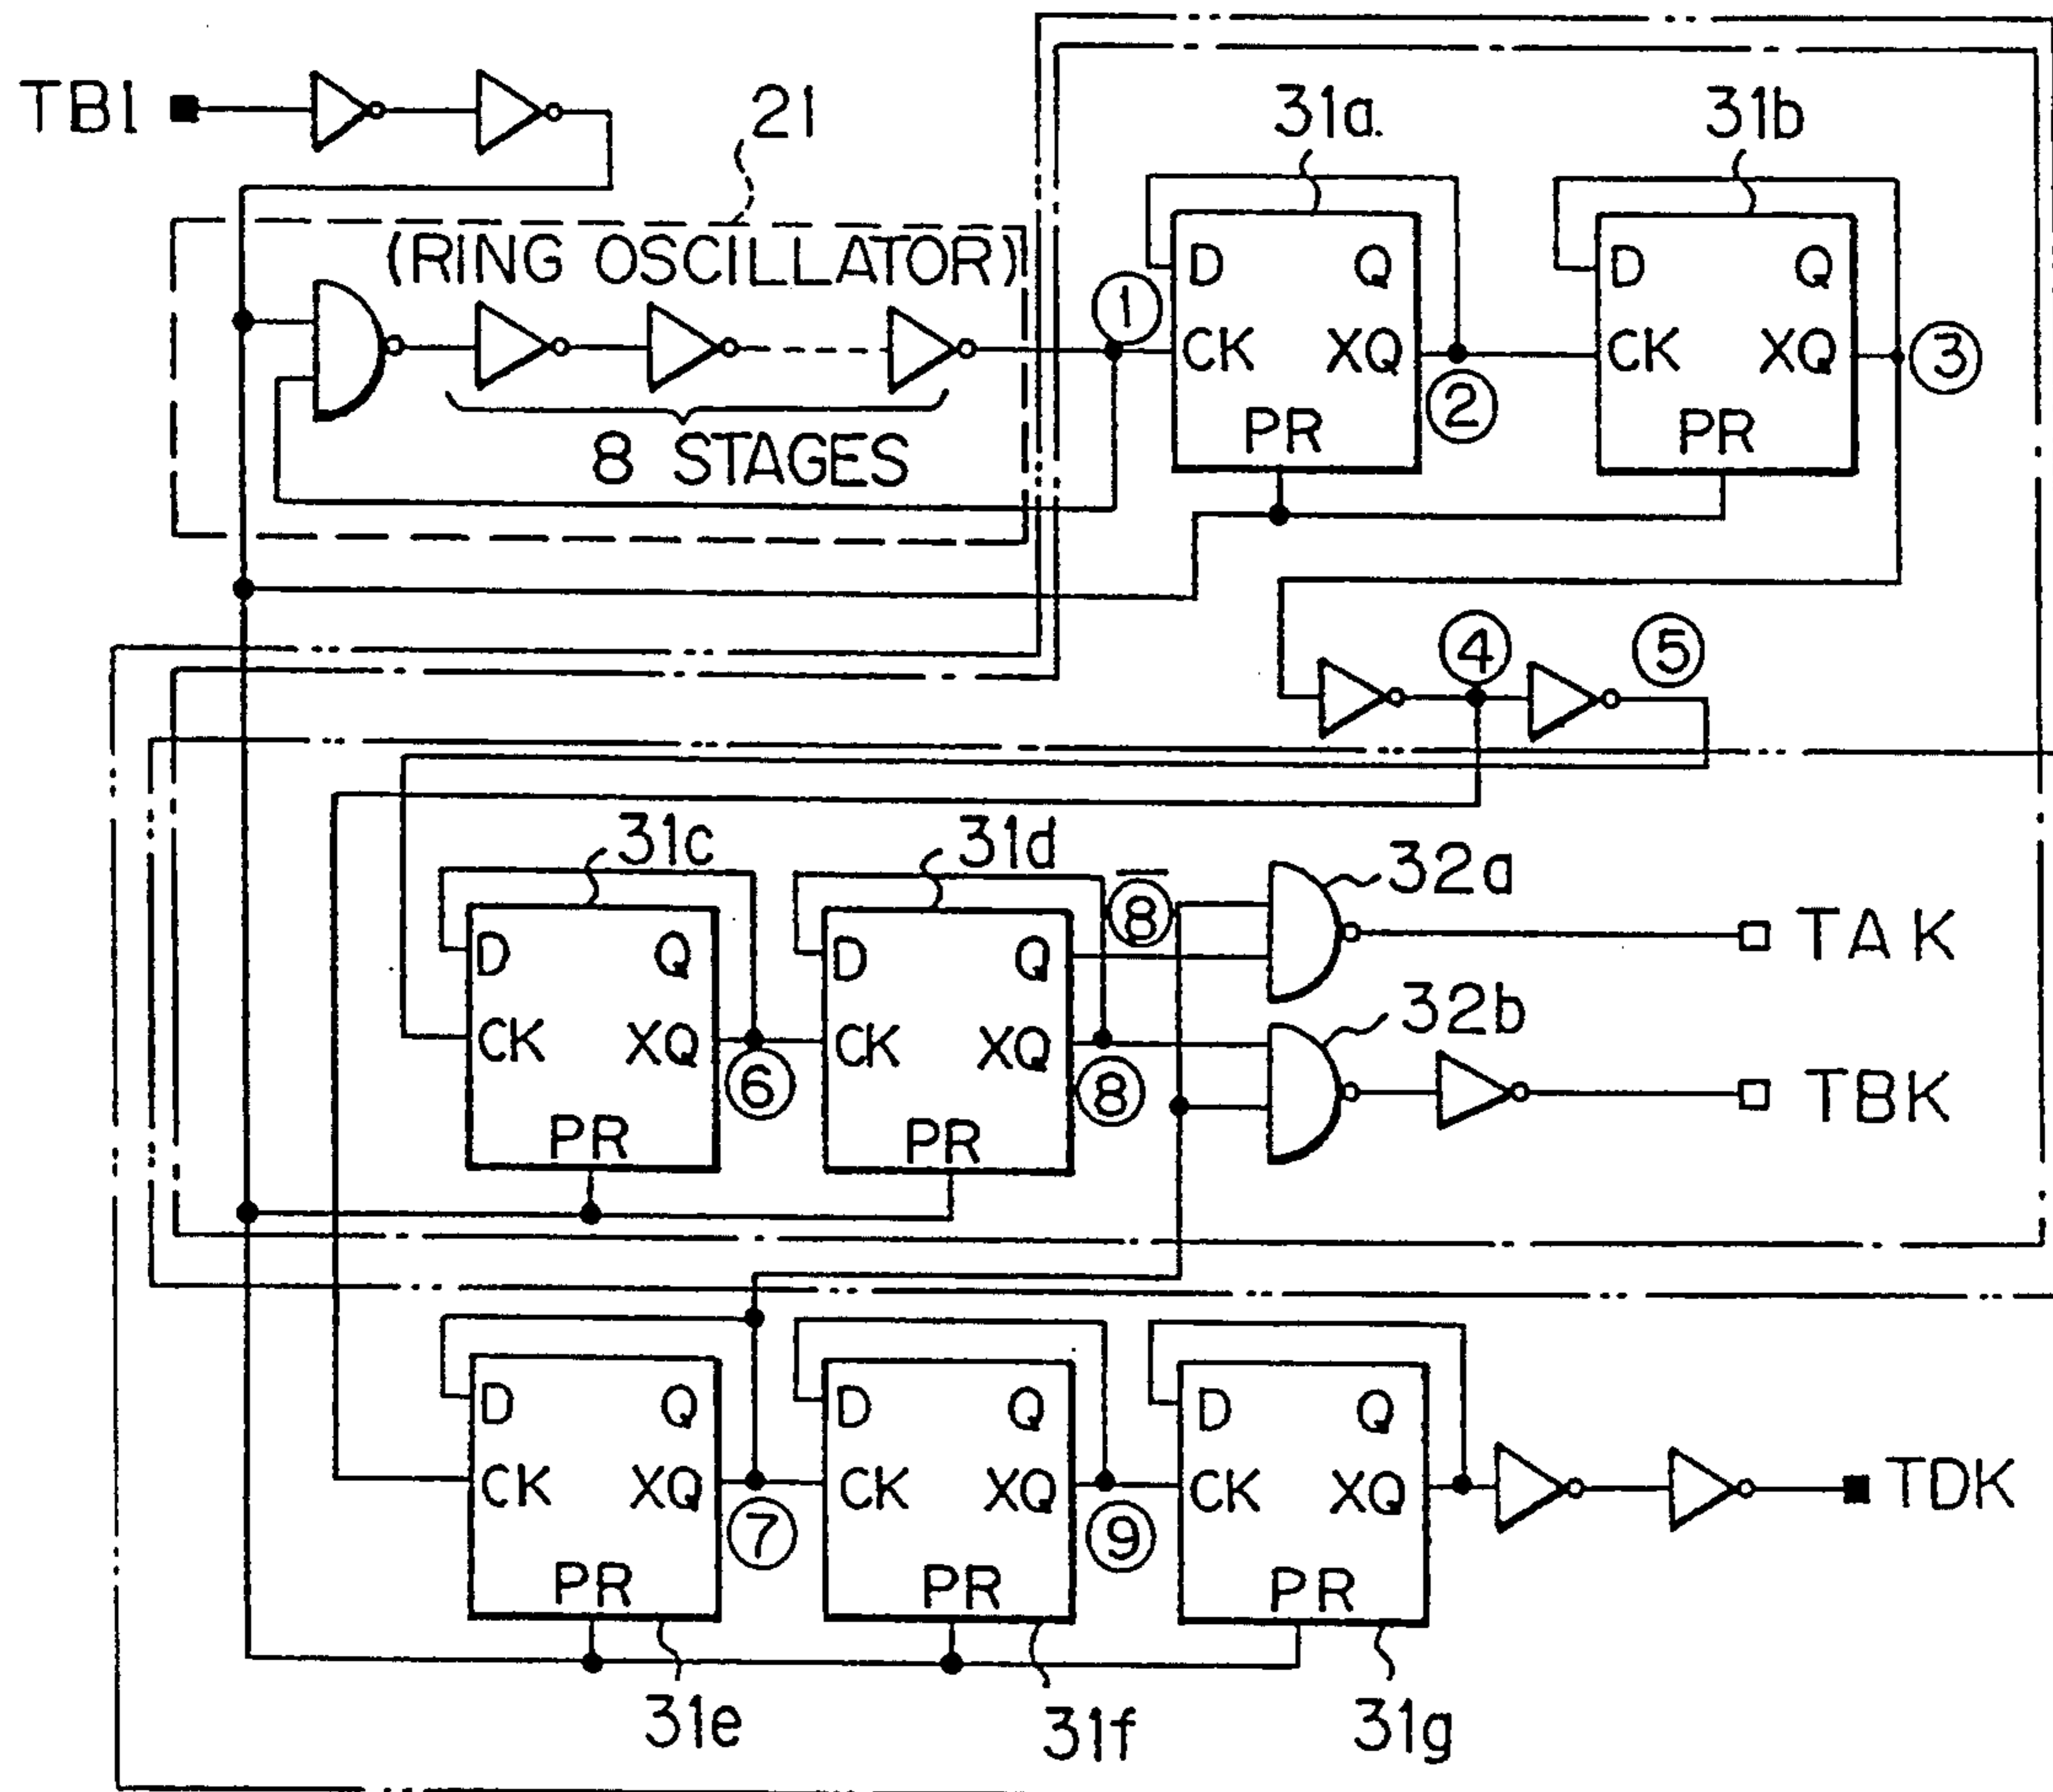 TBI
21
31a.
31b
(RING OSCILLATOR)
①
D Q
CK XQ
PR
②
D Q
CK XQ
PR
③
8 STAGES
④
⑤
31c
31d
D Q
CK XQ
PR
⑥
D Q
CK XQ
PR
⑧̅
⑧
32a
TAK
32b
TBK
D Q
CK XQ
PR
⑦
D Q
CK XQ
PR
⑨
D Q
CK XQ
PR
TDK
31e
31f
31g